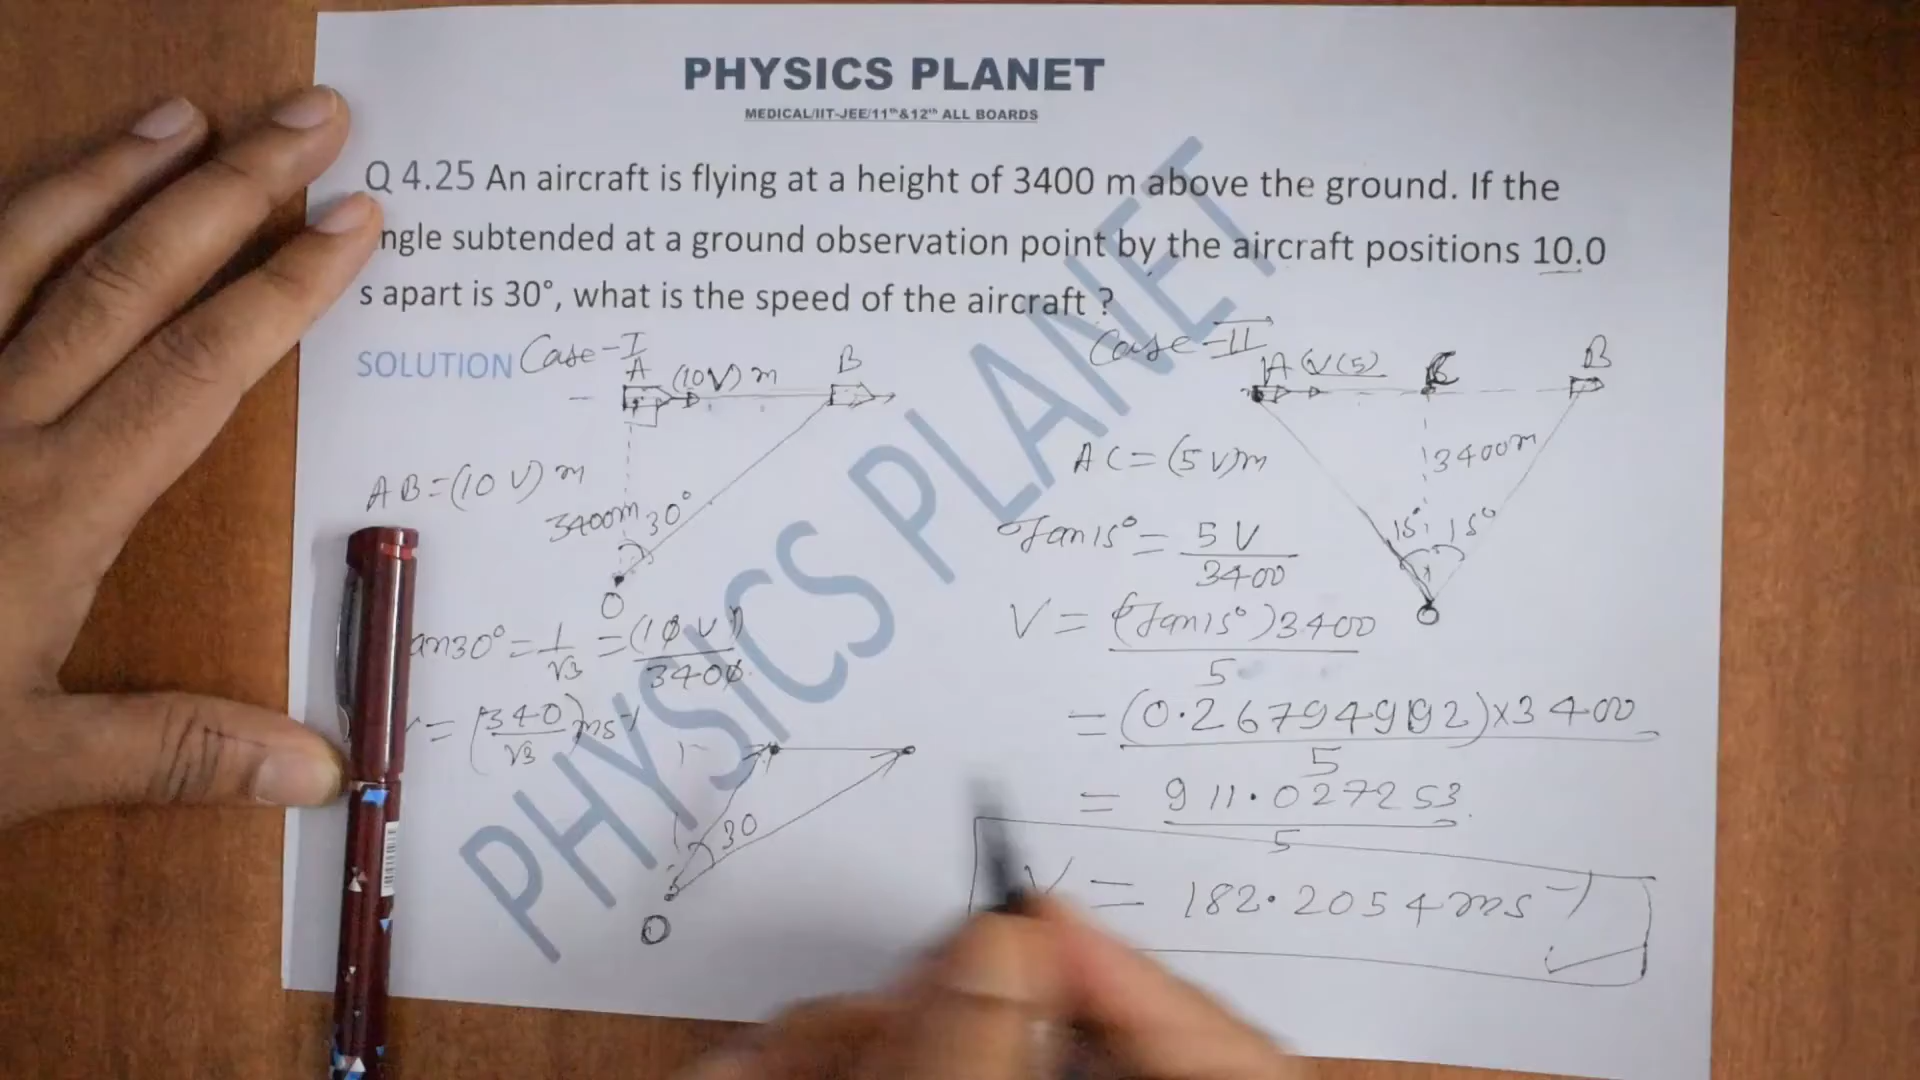 PHYSICS PLANET
MEDICAL/IIT-JEE/11th&12th ALL BOARDS
Q 4.25 An aircraft is flying at a height of 3400 m above the ground. If the
ngle subtended at a ground observation point by the aircraft positions 10.0
s apart is 30°, what is the speed of the aircraft ?
SOLUTION Case-I
A (10V) m B
AB=(10 V) m
3400m 30°
O
an30° = 1/√3 = (10 V)/3400
= (340/√3) ms⁻¹
30
O
Case-II
A V(5) C B
AC = (5V)m
3400m
15° 15°
O
Tan15° = 5V/3400
V = (Tan15°)3400/5
= (0.26794992)×3400/5
= 911.027253/5
V = 182.2054 ms⁻¹
PHYSICS PLANET